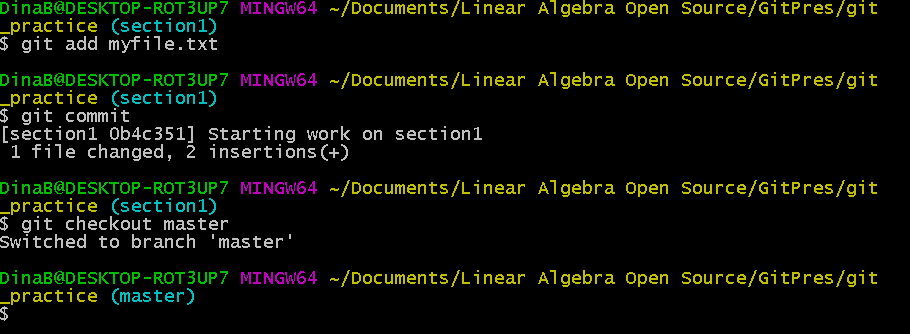 DinaB@DESKTOP-ROT3UP7 MINGW64 ~/Documents/Linear Algebra Open Source/GitPres/git
_practice (section1)
$ git add myfile.txt
DinaB@DESKTOP-ROT3UP7 MINGW64 ~/Documents/Linear Algebra Open Source/GitPres/git
_practice (section1)
$ git commit
[section1 0b4c351] Starting work on section1
 1 file changed, 2 insertions(+)
DinaB@DESKTOP-ROT3UP7 MINGW64 ~/Documents/Linear Algebra Open Source/GitPres/git
_practice (section1)
$ git checkout master
Switched to branch 'master'
DinaB@DESKTOP-ROT3UP7 MINGW64 ~/Documents/Linear Algebra Open Source/GitPres/git
_practice (master)
$